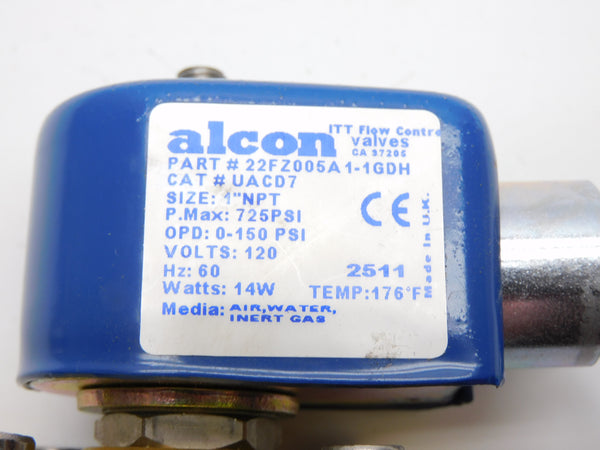 alcon
ITT Flow Contro
valves
CA 97205
PART # 22FZ005A1-1GDH
CAT # UACD7
SIZE: 1"NPT
P.Max: 725PSI
OPD: 0-150 PSI
VOLTS: 120
Hz: 60
2511
Watts: 14W
TEMP:176°F
Media: AIR,WATER,
INERT GAS
CE
Made In U.K.